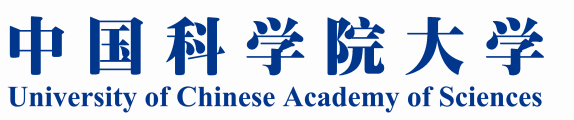 中国科学院大学
University of Chinese Academy of Sciences